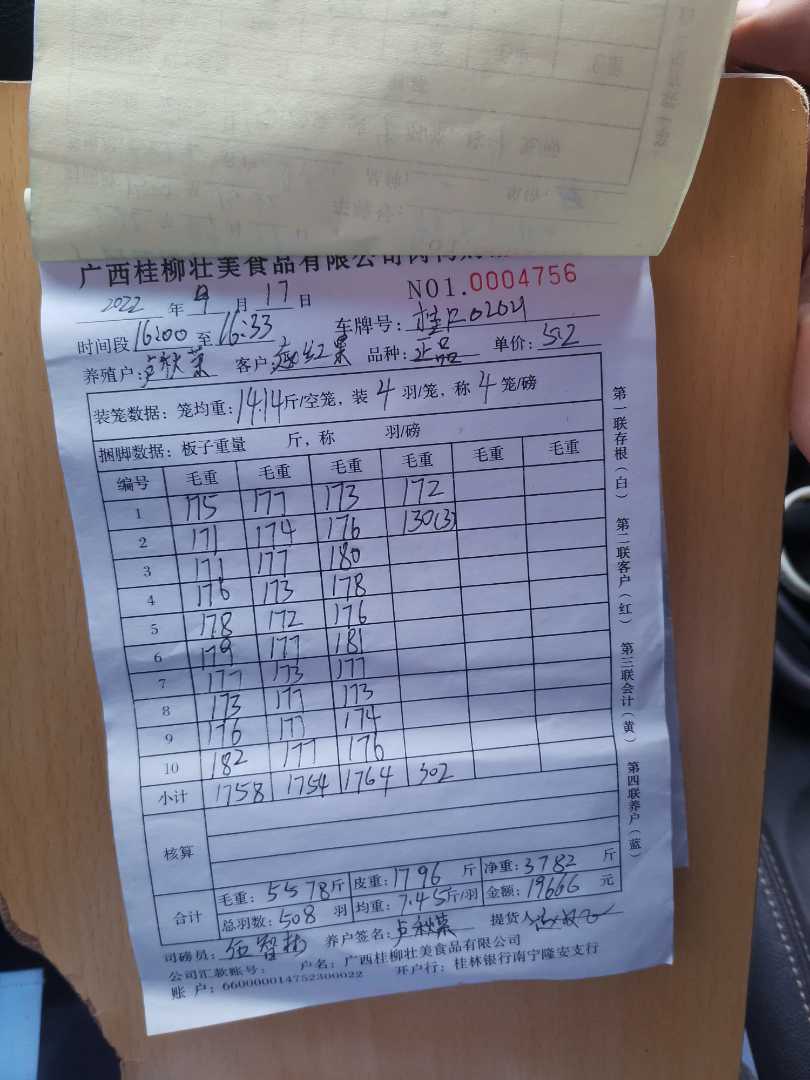 广西桂柳壮美食品有限公司
NO1.0004756
2022 年 9 月 17 日
时间段 16:00 至 16:33 车牌号: 桂
养殖户: 卢秋菜 客户: 红果 品种: 正品 单价: 5.2
装笼数据: 笼均重: 14.14 斤/空笼, 装 4 羽/笼, 称 4 笼/磅
捆脚数据: 板子重量 斤, 称 羽/磅
编号 毛重 毛重 毛重 毛重 毛重 毛重
1 175 177 173 172
2 171 174 176 130(3)
3 171 177 180
4 176 173 178
5 178 172 176
6 179 177 181
7 177 173 177
8 173 177 173
9 176 177 174
10 182 177 176
小计 1758 1754 1764 302
核算
合计 毛重: 5578 斤 皮重: 1796 斤 净重: 3782 斤
总羽数: 508 羽 均重: 7.45 斤/羽 金额: 19666 元
司磅员: 养户签名: 卢秋菜 提货人
公司汇款账号: 户名: 广西桂柳壮美食品有限公司
账 户: 660000014752300022 开户行: 桂林银行南宁隆安支行
第一联存根(白) 第二联客户(红) 第三联会计(黄) 第四联养户(蓝)